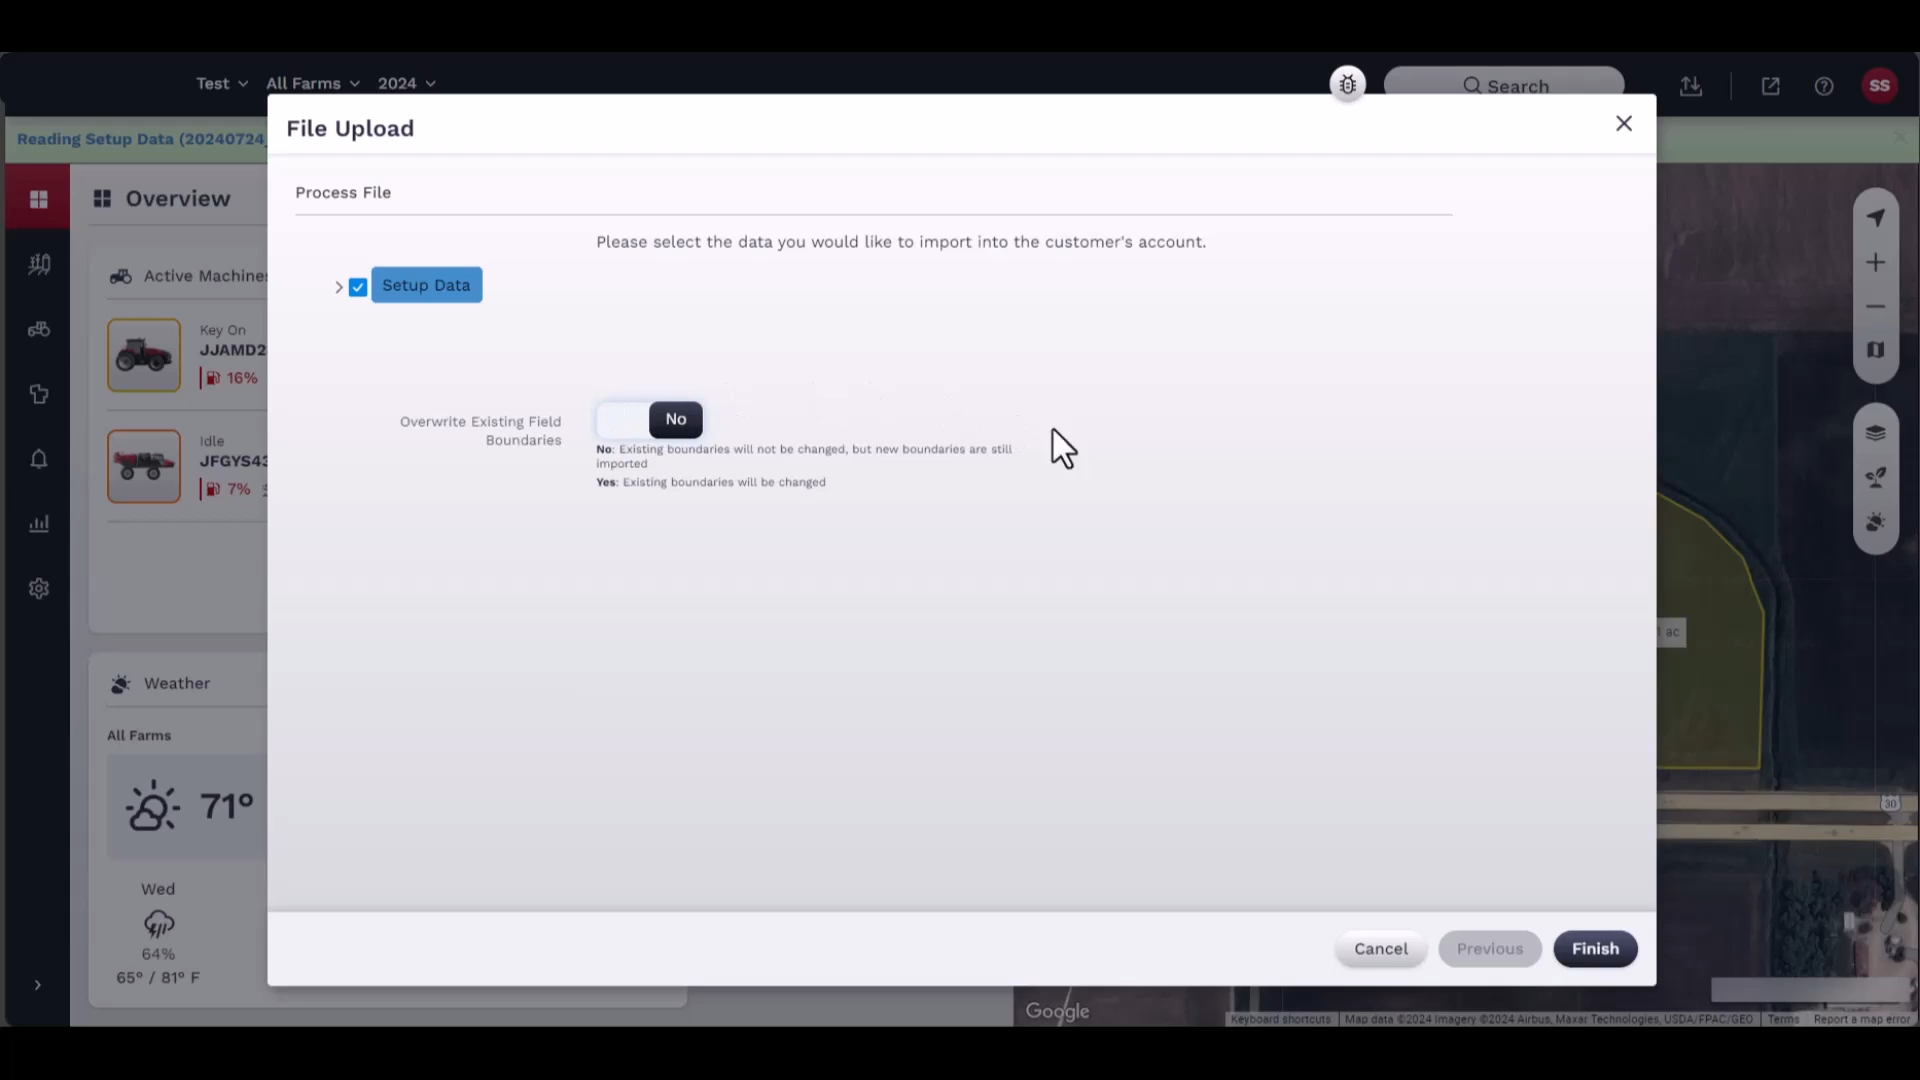 Test
All Farms
2024
Search
SS
File Upload
Reading Setup Data (20240724
Process File
Overview
Please select the data you would like to import into the customer's account.
Active Machine
Setup Data
Key On
JJAMD2
16%
Overwrite Existing Field
Boundaries
No
No: Existing boundaries will not be changed, but new boundaries are still
imported
Yes: Existing boundaries will be changed
Idle
JFGYS43
7%
ac
Weather
All Farms
71°
30
Wed
64%
65° / 81° F
Cancel
Previous
Finish
Google
Keyboard shortcuts
Map data ©2024 Imagery ©2024 Airbus, Maxar Technologies, USDA/FPAC/GEO
Terms
Report a map error